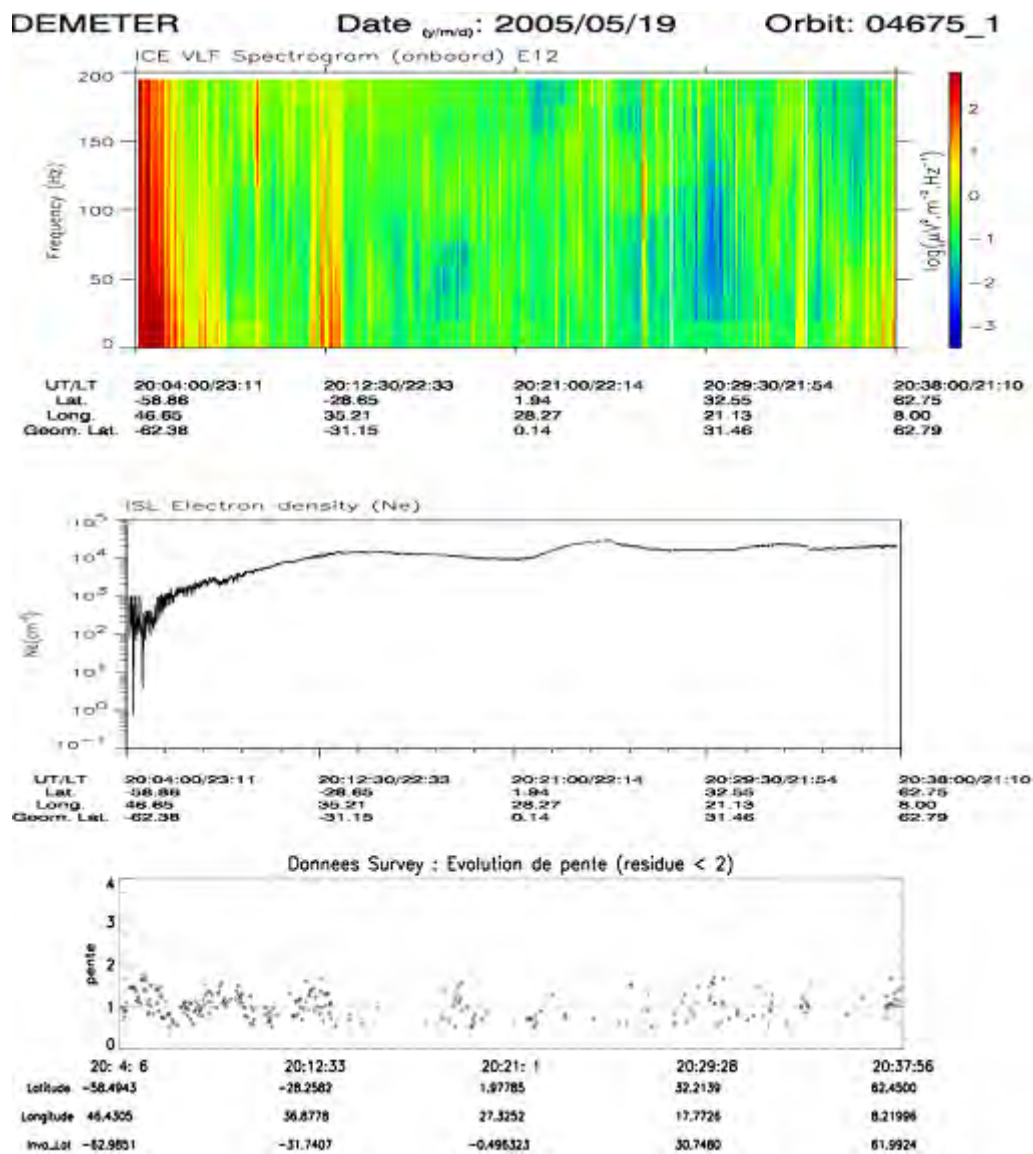 DEMETER Date (y/m/d): 2005/05/19 Orbit: 04675_1
ICE VLF Spectrogram (onboard) E12
200
150
100
50
0
Frequency (Hz)
2
1
0
-1
-2
-3
log(μV² m⁻² Hz⁻¹)
UT/LT 20:04:00/23:11 20:12:30/22:33 20:21:00/22:14 20:29:30/21:54 20:38:00/21:10
Lat. -58.86 -28.65 1.94 32.55 62.75
Long. 46.65 35.21 28.27 21.13 8.00
Geom. Lat. -62.38 -31.15 0.14 31.46 62.79
ISL Electron density (Ne)
10⁵
10⁴
10³
10²
10¹
10⁰
10⁻¹
Ne(cm⁻³)
UT/LT 20:04:00/23:11 20:12:30/22:33 20:21:00/22:14 20:29:30/21:54 20:38:00/21:10
Lat. -58.86 -28.65 1.94 32.55 62.75
Long. 46.65 35.21 28.27 21.13 8.00
Geom. Lat. -62.38 -31.15 0.14 31.46 62.79
Donnees Survey : Evolution de pente (residue < 2)
4
3
2
1
0
pente
20: 4: 6 20:12:33 20:21: 1 20:29:28 20:37:56
Latitude -58.4943 -28.2582 1.97785 32.2139 62.4500
Longitude 46.4305 36.8778 27.3252 17.7726 8.21996
Inva_Lat -62.9851 -31.7407 -0.496323 30.7480 61.9924